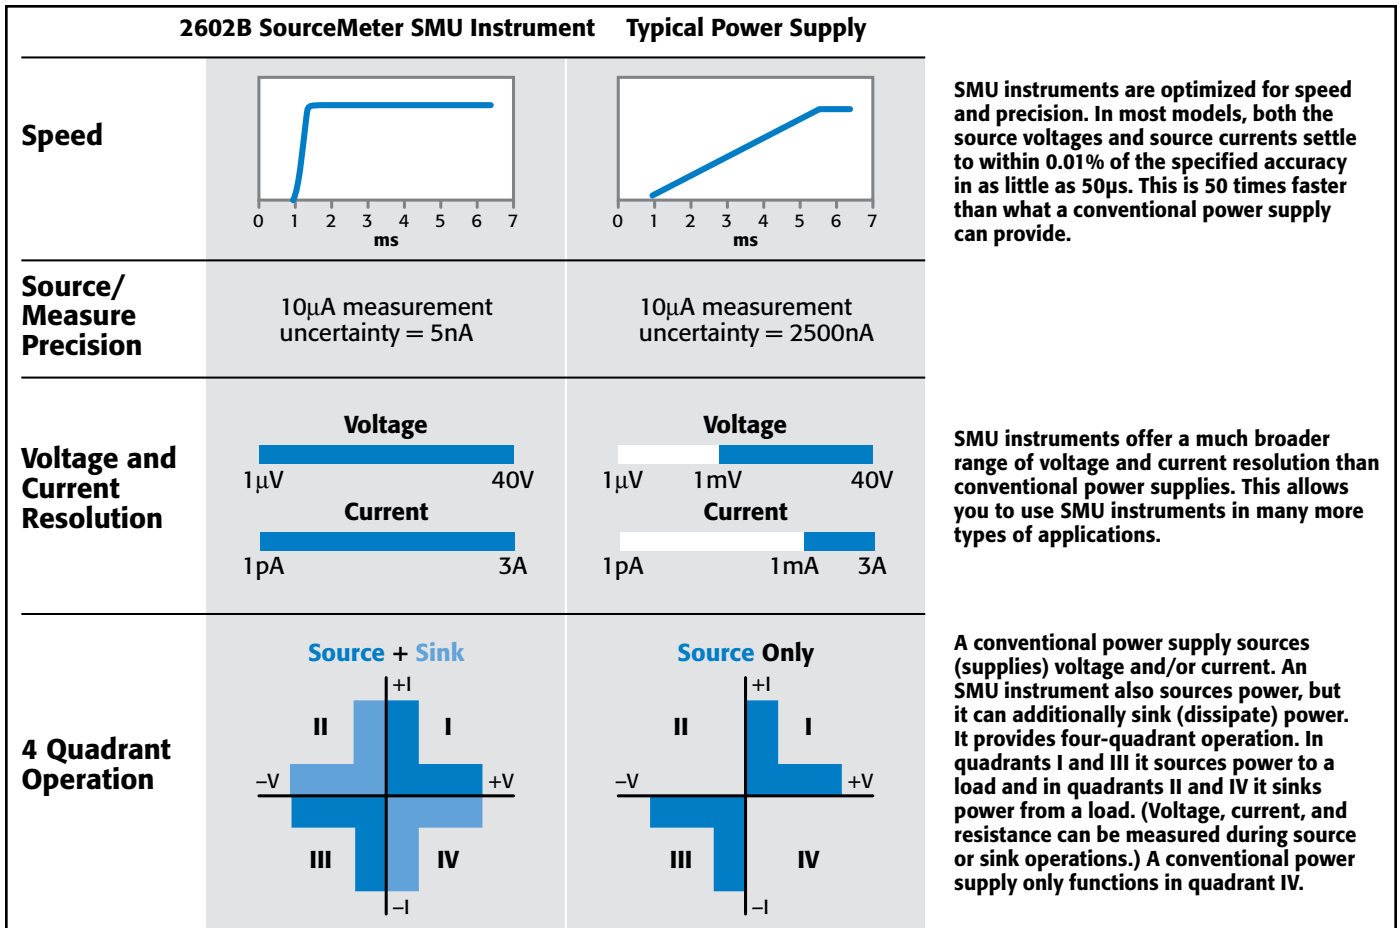 2602B SourceMeter SMU Instrument
Typical Power Supply
Speed
0 1 2 3 4 5 6 7
ms
0 1 2 3 4 5 6 7
ms
SMU instruments are optimized for speed
and precision. In most models, both the
source voltages and source currents settle
to within 0.01% of the specified accuracy
in as little as 50µs. This is 50 times faster
than what a conventional power supply
can provide.
Source/
Measure
Precision
10µA measurement
uncertainty = 5nA
10µA measurement
uncertainty = 2500nA
Voltage and
Current
Resolution
Voltage
1µV 40V
Current
1pA 3A
Voltage
1µV 1mV 40V
Current
1pA 1mA 3A
SMU instruments offer a much broader
range of voltage and current resolution than
conventional power supplies. This allows
you to use SMU instruments in many more
types of applications.
4 Quadrant
Operation
Source + Sink
+I
II I
–V +V
III IV
–I
Source Only
+I
II I
–V +V
III IV
–I
A conventional power supply sources
(supplies) voltage and/or current. An
SMU instrument also sources power, but
it can additionally sink (dissipate) power.
It provides four-quadrant operation. In
quadrants I and III it sources power to a
load and in quadrants II and IV it sinks
power from a load. (Voltage, current, and
resistance can be measured during source
or sink operations.) A conventional power
supply only functions in quadrant IV.